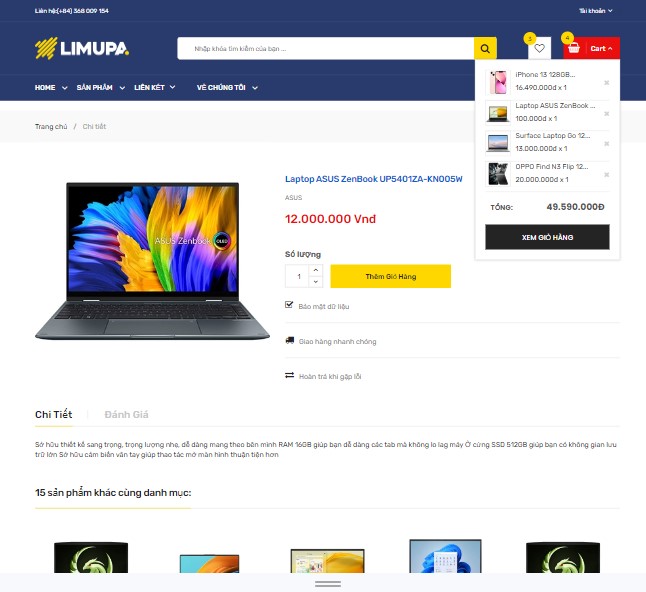 Liên hệ:(+84) 368 009 154
Tài khoản
LIMUPA.
Nhập khóa tìm kiếm của bạn ...
3
4
Cart
HOME
SẢN PHẨM
LIÊN KẾT
VỀ CHÚNG TÔI
iPhone 13 128GB...
16.490.000đ x 1
Laptop ASUS ZenBook ...
100.000đ x 1
Surface Laptop Go 12...
13.000.000đ x 1
OPPO Find N3 Flip 12...
20.000.000đ x 1
TỔNG:
49.590.000Đ
XEM GIỎ HÀNG
Trang chủ / Chi tiết
ASUS Zenbook OLED
Laptop ASUS ZenBook UP5401ZA-KN005W
ASUS
12.000.000 Vnd
Số lượng
1
Thêm Giỏ Hàng
Bảo mật dữ liệu
Giao hàng nhanh chóng
Hoàn trả khi gặp lỗi
Chi Tiết
Đánh Giá
Sở hữu thiết kế sang trọng, trọng lượng nhẹ, dễ dàng mang theo bên mình RAM 16GB giúp bạn dễ dàng các tab mà không lo lag máy Ổ cứng SSD 512GB giúp bạn có không gian lưu
trữ lớn Sở hữu cảm biến vân tay giúp thao tác mở màn hình thuận tiện hơn
15 sản phẩm khác cùng danh mục: